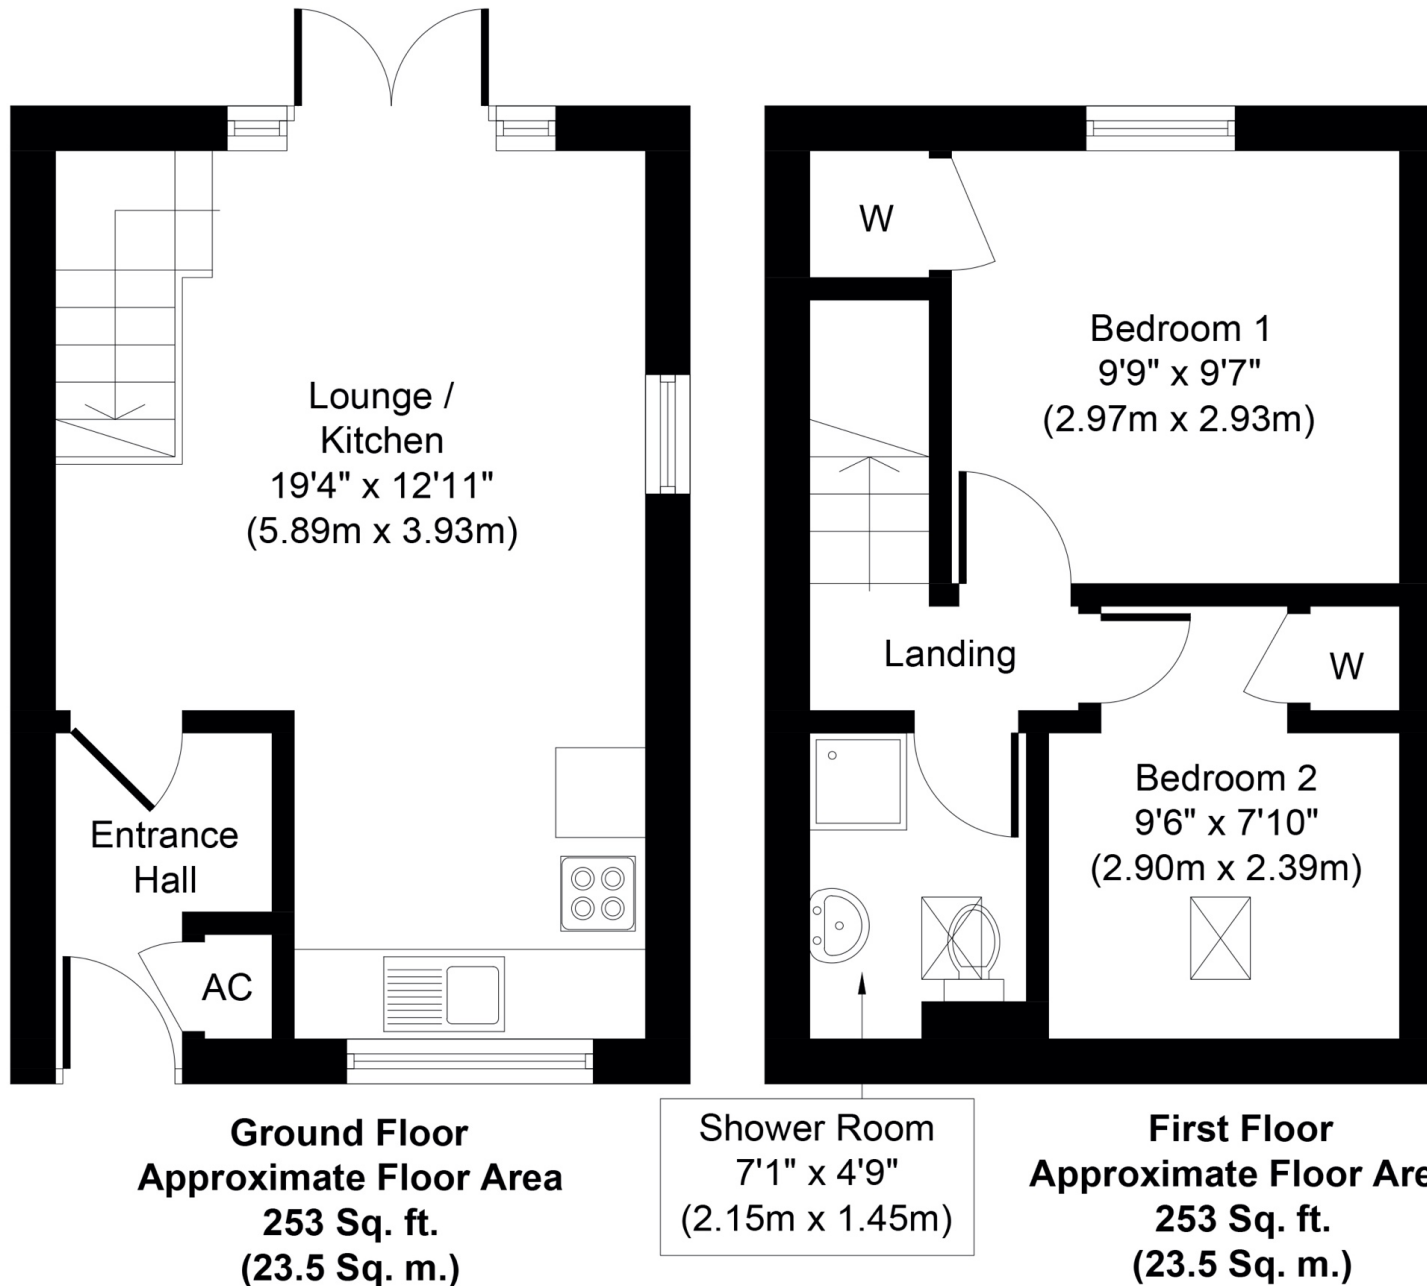 Lounge /
Kitchen
19'4" x 12'11"
(5.89m x 3.93m)
Entrance
Hall
AC
Ground Floor
Approximate Floor Area
253 Sq. ft.
(23.5 Sq. m.)
W
Bedroom 1
9'9" x 9'7"
(2.97m x 2.93m)
Landing
W
Bedroom 2
9'6" x 7'10"
(2.90m x 2.39m)
Shower Room
7'1" x 4'9"
(2.15m x 1.45m)
First Floor
Approximate Floor Are
253 Sq. ft.
(23.5 Sq. m.)